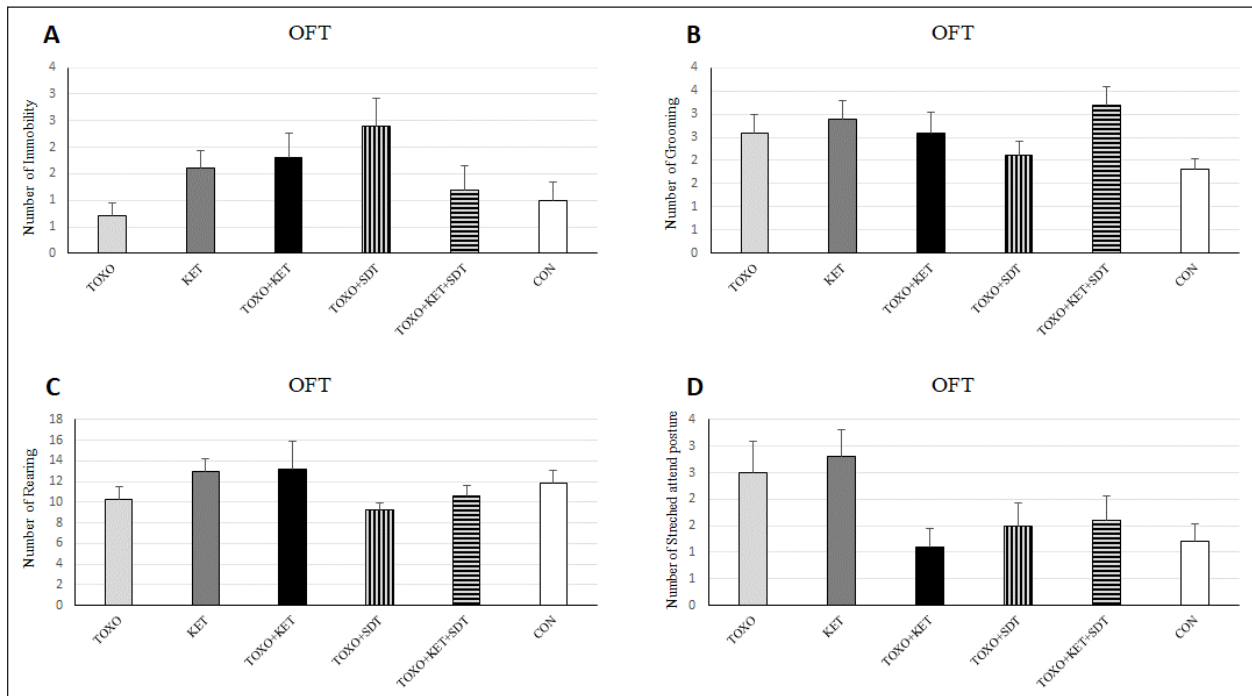 A
OFT
Number of Immobility
4
3
3
2
2
1
1
0
TOXO
KET
TOXO+KET
TOXO+SDT
TOXO+KET+SDT
CON
B
OFT
Number of Grooming
4
4
3
3
2
2
1
1
0
TOXO
KET
TOXO+KET
TOXO+SDT
TOXO+KET+SDT
CON
C
OFT
Number of Rearing
18
16
14
12
10
8
6
4
2
0
TOXO
KET
TOXO+KET
TOXO+SDT
TOXO+KET+SDT
CON
D
OFT
Number of Streched attend posture
4
3
3
2
2
1
1
0
TOXO
KET
TOXO+KET
TOXO+SDT
TOXO+KET+SDT
CON